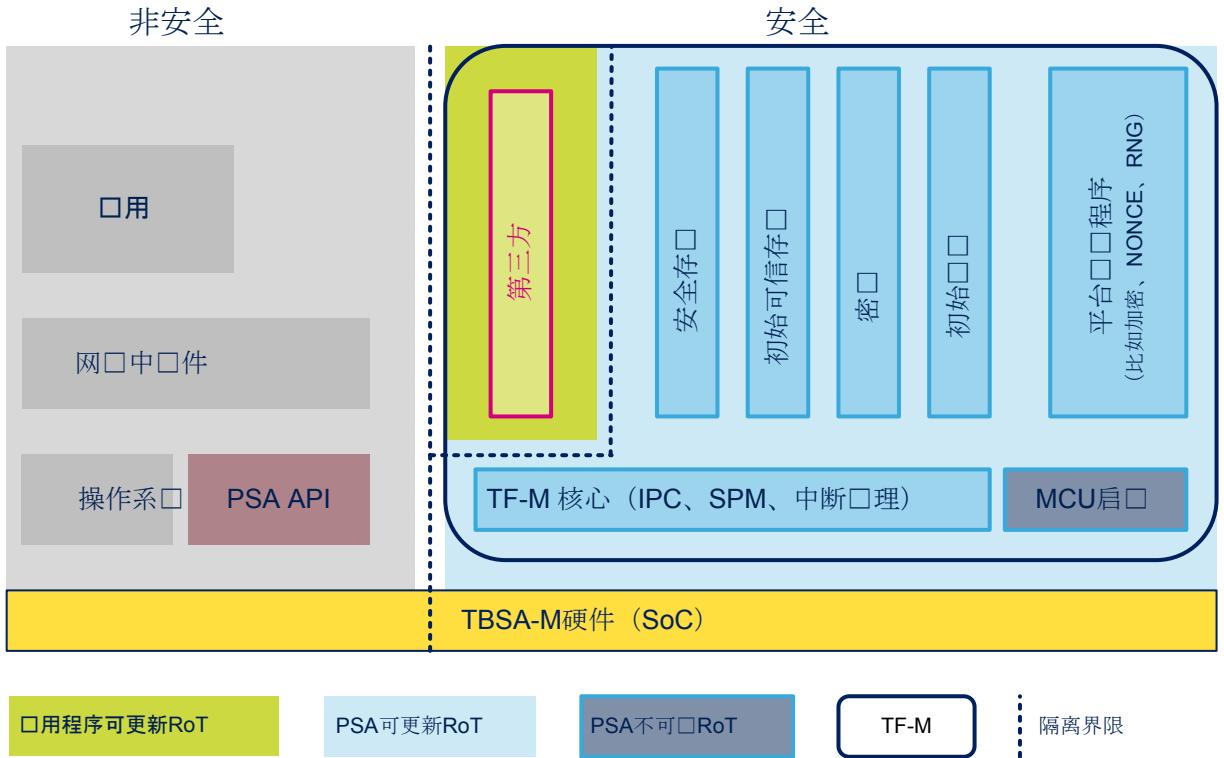 非安全
安全
□用
网□中□件
操作系□
PSA API
第三方
安全存□
初始可信存□
密□
初始□□
平台□□程序
(比如加密、NONCE、RNG)
TF-M 核心（IPC、SPM、中断□理）
MCU启□
TBSA-M硬件（SoC）
□用程序可更新RoT
PSA可更新RoT
PSA不可□RoT
TF-M
隔离界限